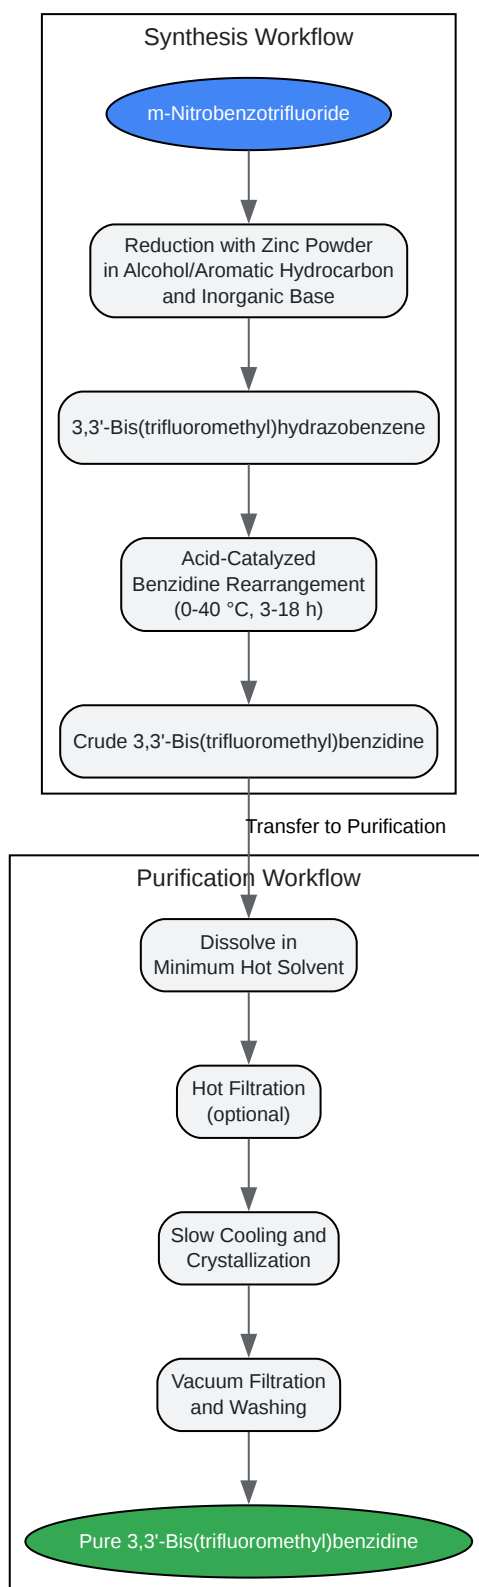 Synthesis Workflow
m-Nitrobenzotrifluoride
Reduction with Zinc Powder
in Alcohol/Aromatic Hydrocarbon
and Inorganic Base
3,3'-Bis(trifluoromethyl)hydrazobenzene
Acid-Catalyzed
Benzidine Rearrangement
(0-40 °C, 3-18 h)
Crude 3,3'-Bis(trifluoromethyl)benzidine
Transfer to Purification
Purification Workflow
Dissolve in
Minimum Hot Solvent
Hot Filtration
(optional)
Slow Cooling and
Crystallization
Vacuum Filtration
and Washing
Pure 3,3'-Bis(trifluoromethyl)benzidine